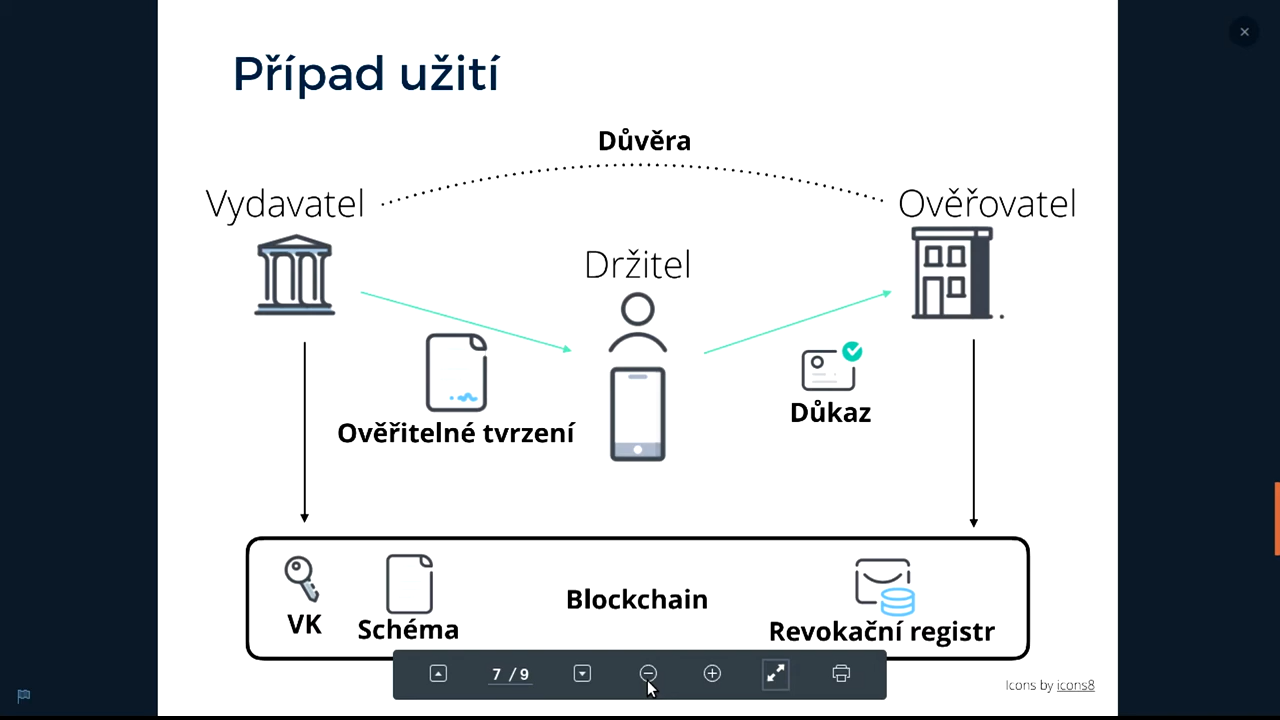 Případ užití
Důvěra
Vydavatel
Ověřovatel
Držitel
Důkaz
Ověřitelné tvrzení
Blockchain
VK
Schéma
Revokační registr
7 / 9
Icons by icons8